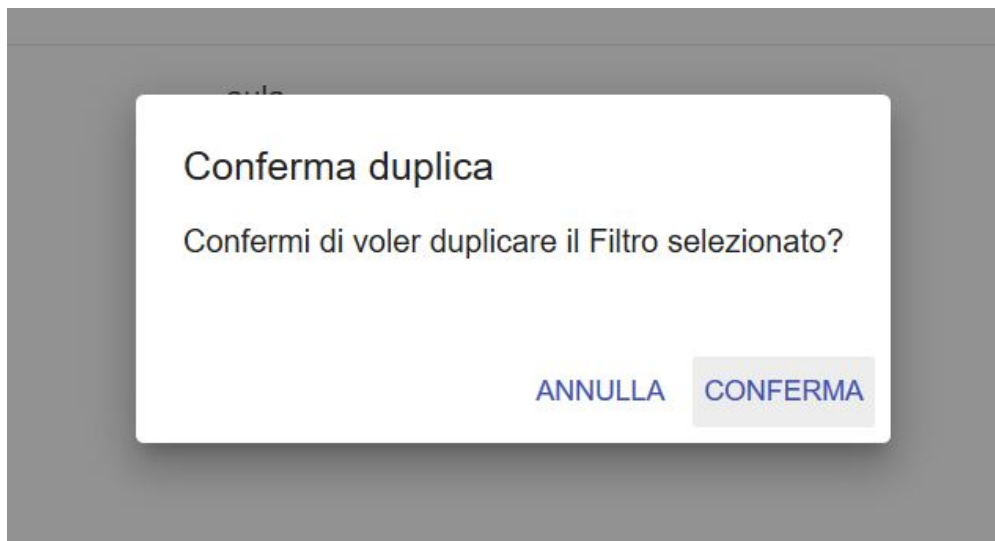 Conferma duplica
Confermi di voler duplicare il Filtro selezionato?
ANNULLA CONFERMA